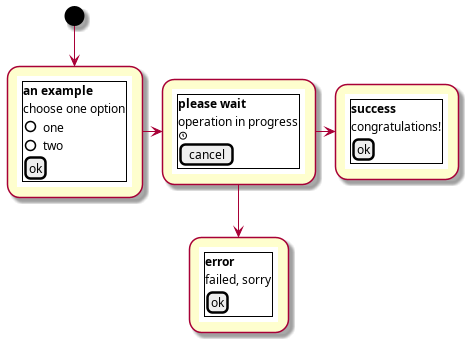 an example
choose one option
one
two
ok
please wait
operation in progress
cancel
success
congratulations!
ok
error
failed, sorry
ok